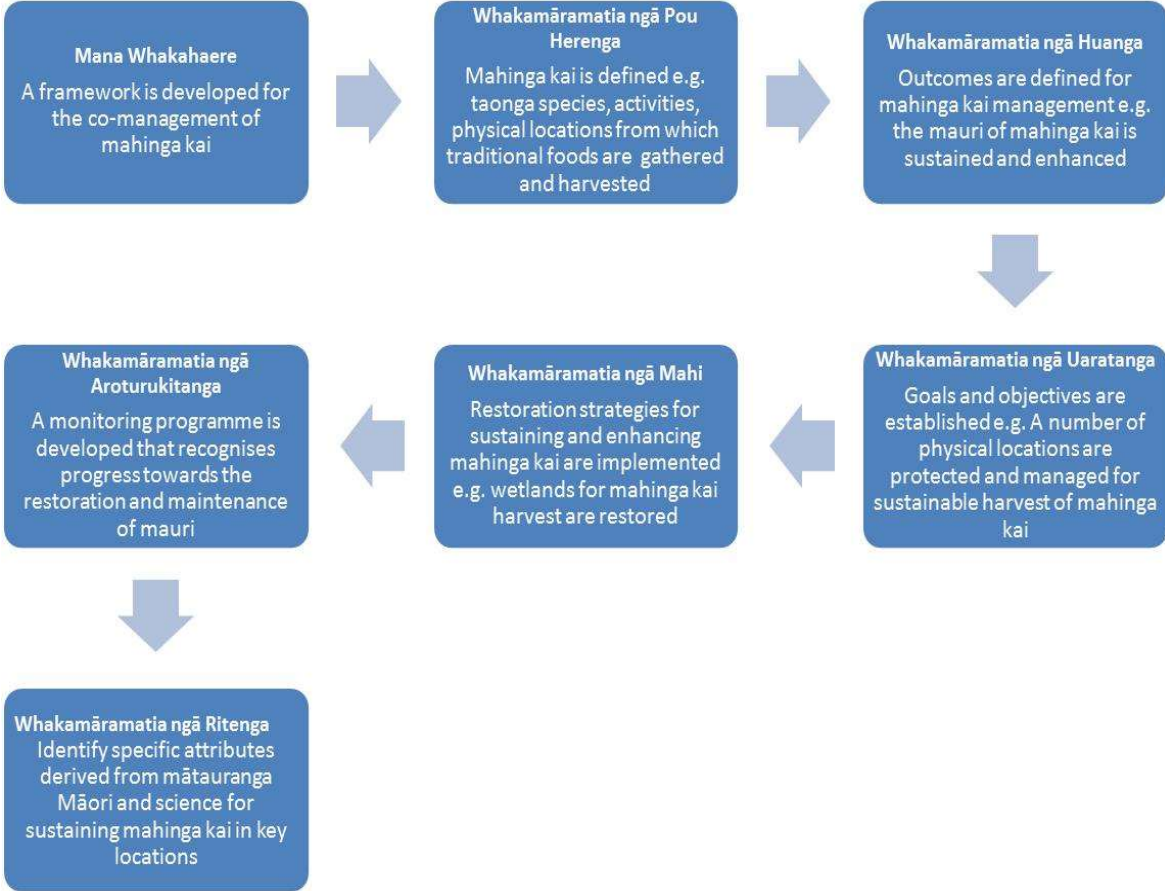 Mana Whakahaere
A framework is developed for
the co-management of
mahinga kai
Whakamāramatia ngā Pou
Herenga
Mahinga kai is defined e.g.
taonga species, activities,
physical locations from which
traditional foods are gathered
and harvested
Whakamāramatia ngā Huanga
Outcomes are defined for
mahinga kai management e.g.
the mauri of mahinga kai is
sustained and enhanced
Whakamāramatia ngā Uaratanga
Goals and objectives are
established e.g. A number of
physical locations are
protected and managed for
sustainable harvest of mahinga
kai
Whakamāramatia ngā Mahi
Restoration strategies for
sustaining and enhancing
mahinga kai are implemented
e.g. wetlands for mahinga kai
harvest are restored
Whakamāramatia ngā
Aroturukitanga
A monitoring programme is
developed that recognises
progress towards the
restoration and maintenance
of mauri
Whakamāramatia ngā Ritenga
Identify specific attributes
derived from mātauranga
Māori and science for
sustaining mahinga kai in key
locations